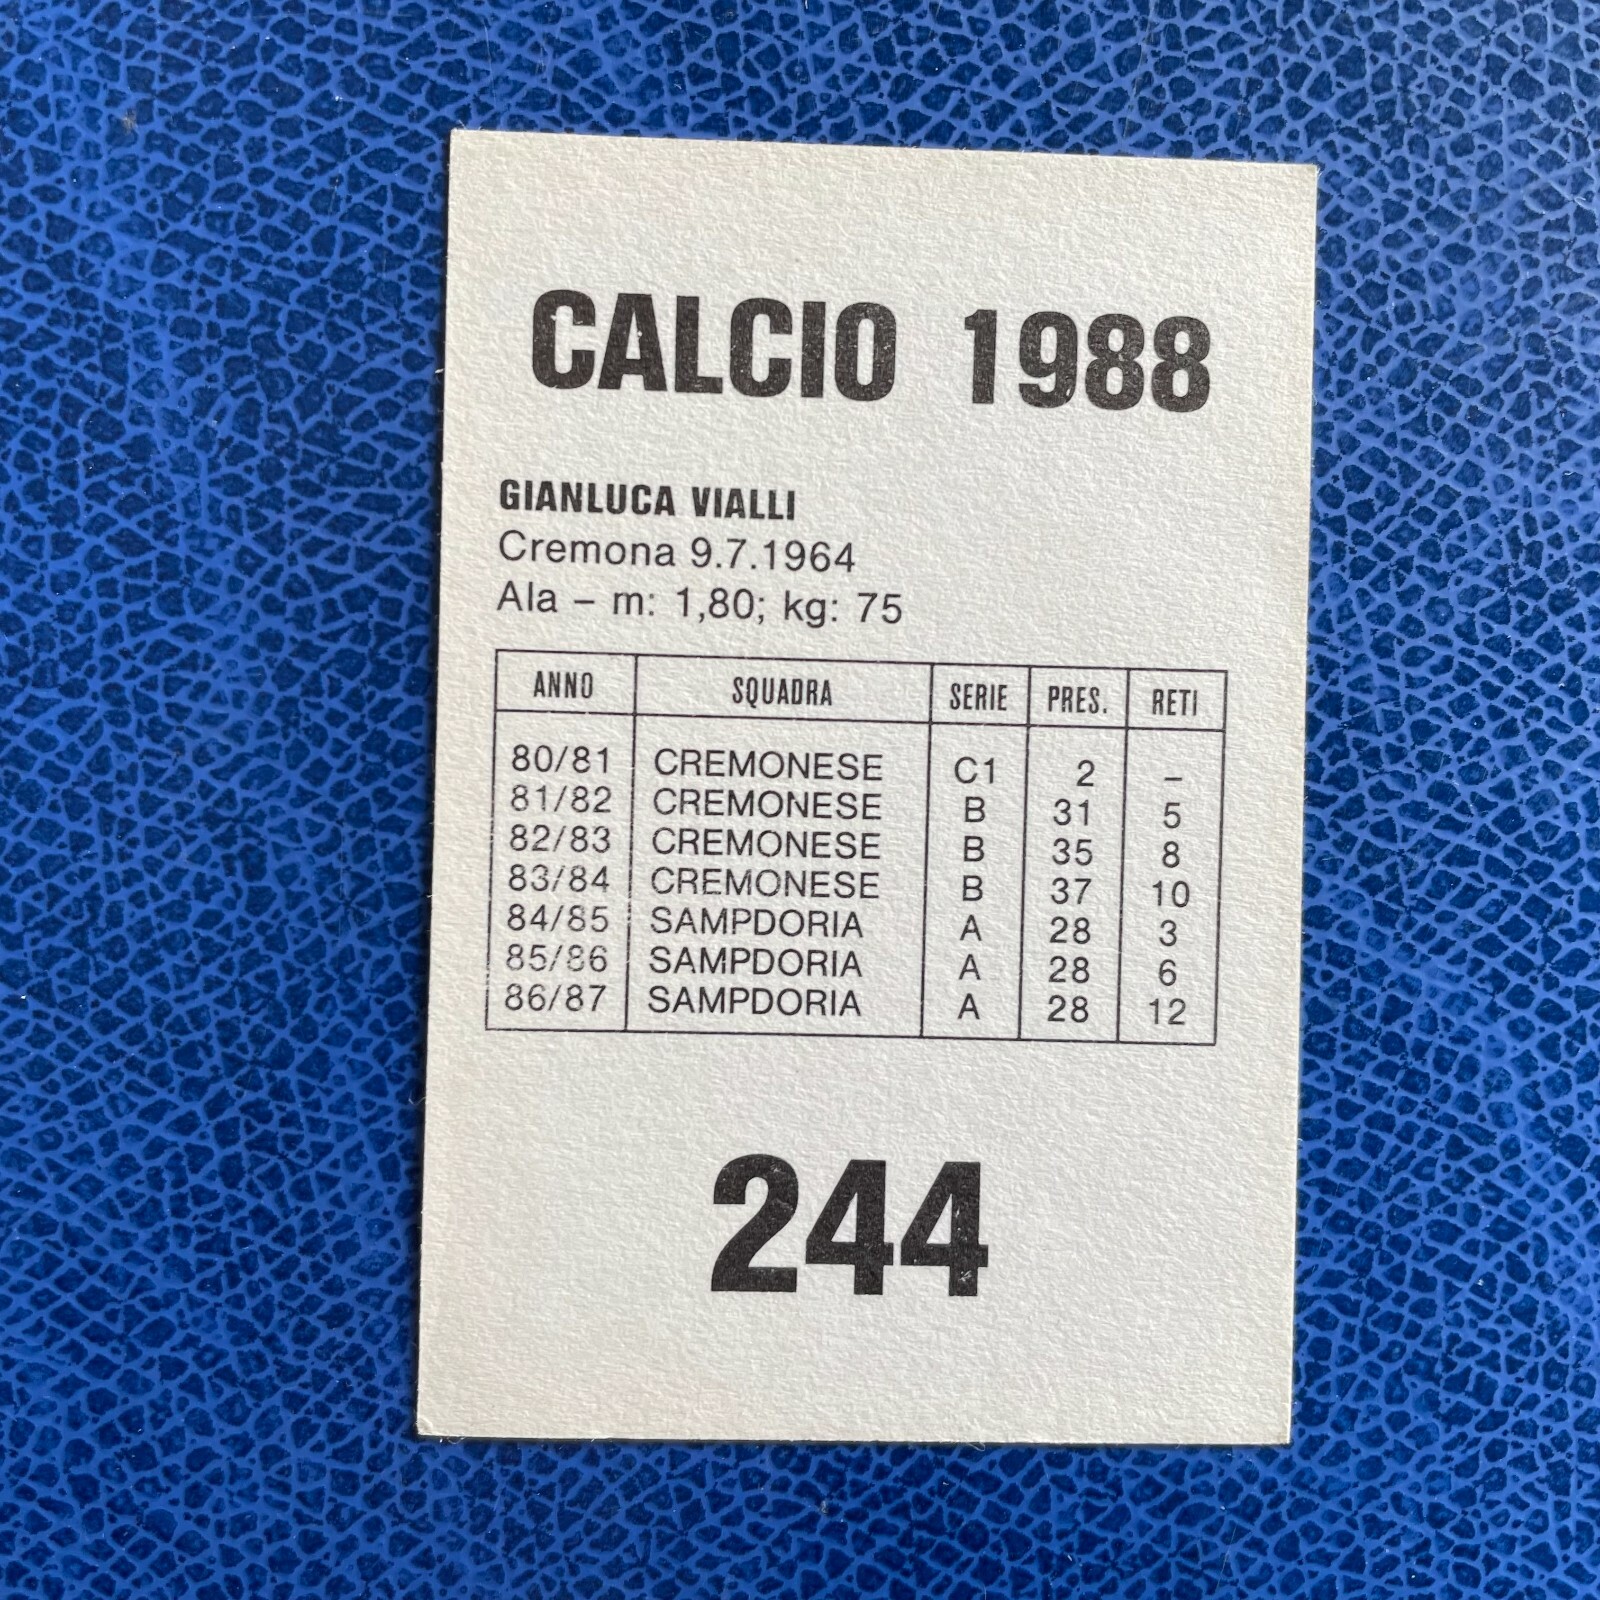 CALCIO 1988
GIANLUCA VIALLI
Cremona 9.7.1964
Ala – m: 1,80; kg: 75
ANNO SQUADRA SERIE PRES. RETI
80/81 CREMONESE C1 2 –
81/82 CREMONESE B 31 5
82/83 CREMONESE B 35 8
83/84 CREMONESE B 37 10
84/85 SAMPDORIA A 28 3
85/86 SAMPDORIA A 28 6
86/87 SAMPDORIA A 28 12
244